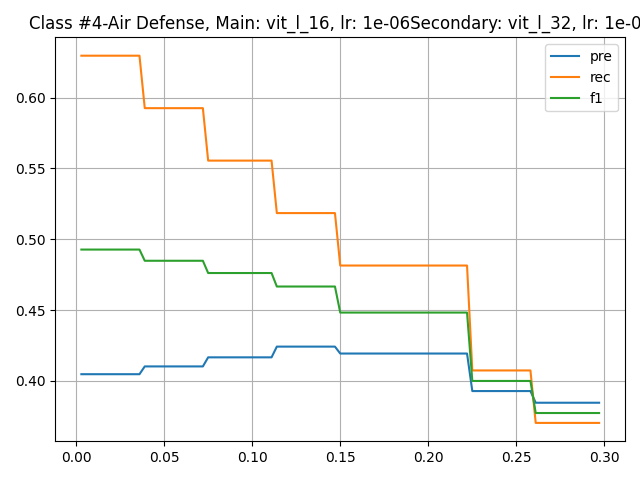 Class #4-Air Defense, Main: vit_l_16, lr: 1e-06Secondary: vit_l_32, lr: 1e-0
pre
rec
f1
0.60
0.55
0.50
0.45
0.40
0.00 0.05 0.10 0.15 0.20 0.25 0.30